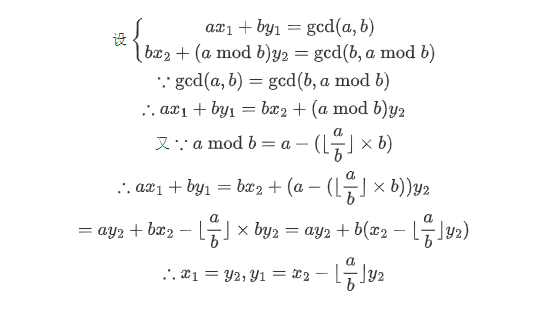 设 { ax₁ + by₁ = gcd(a, b)
bx₂ + (a mod b)y₂ = gcd(b, a mod b)
∵ gcd(a, b) = gcd(b, a mod b)
∴ ax₁ + by₁ = bx₂ + (a mod b)y₂
又 ∵ a mod b = a − (⌊a/b⌋ × b)
∴ ax₁ + by₁ = bx₂ + (a − (⌊a/b⌋ × b))y₂
= ay₂ + bx₂ − ⌊a/b⌋ × by₂ = ay₂ + b(x₂ − ⌊a/b⌋y₂)
∴ x₁ = y₂, y₁ = x₂ − ⌊a/b⌋y₂